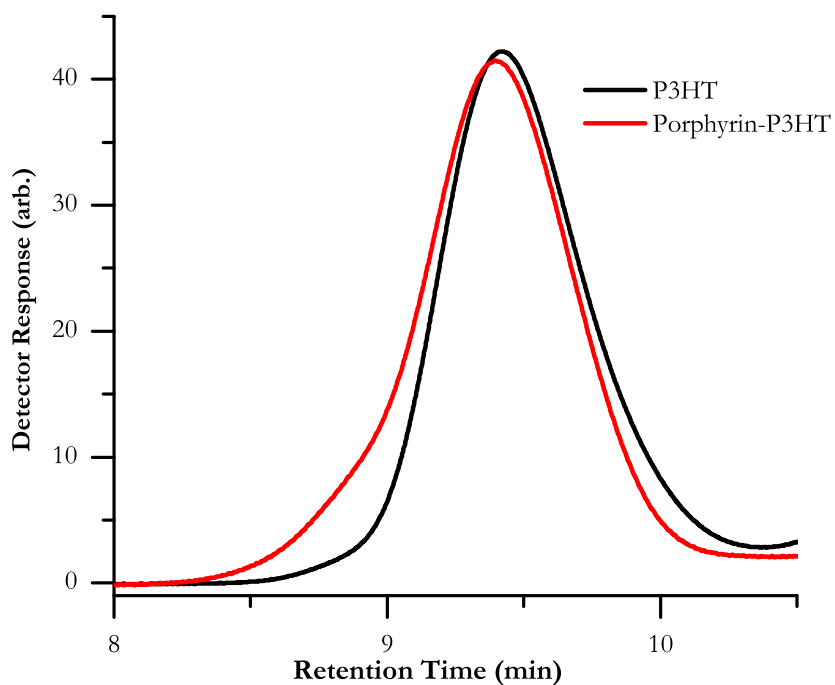 P3HT
Porphyrin-P3HT
Detector Response (arb.)
40
30
20
10
0
8
9
10
Retention Time (min)